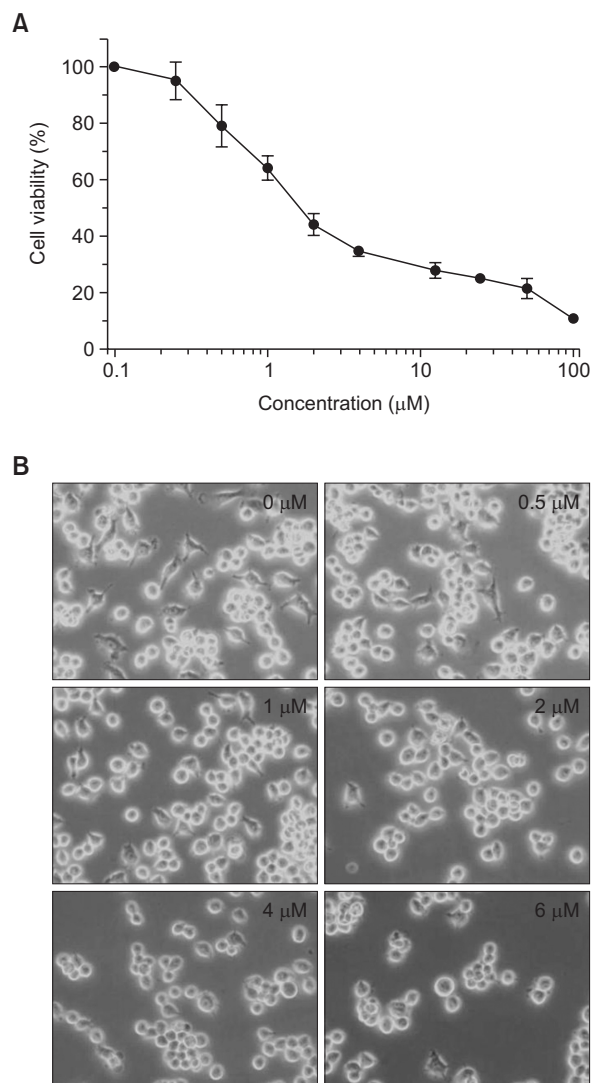 A
100
80
60
40
20
0
Cell viability (%)
0.1 1 10 100
Concentration (μM)
B
0 μM 0.5 μM
1 μM 2 μM
4 μM 6 μM